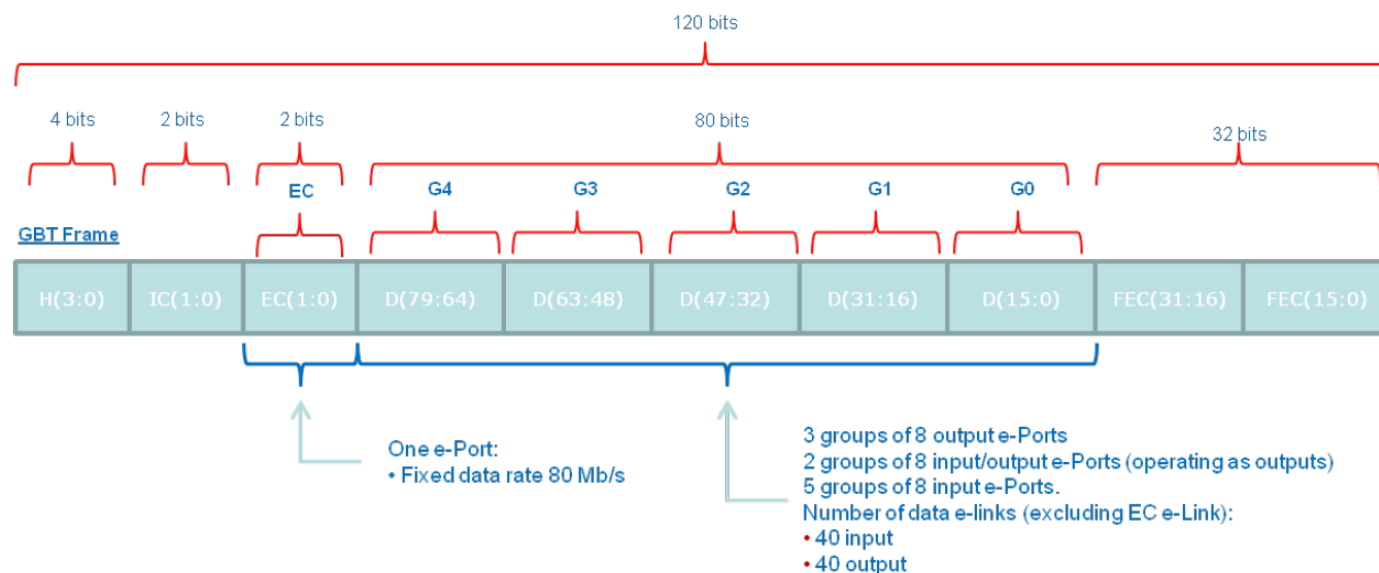 120 bits
4 bits 2 bits 2 bits 80 bits 32 bits
EC G4 G3 G2 G1 G0
GBT Frame
H(3:0) IC(1:0) EC(1:0) D(79:64) D(63:48) D(47:32) D(31:16) D(15:0) FEC(31:16) FEC(15:0)
One e-Port:
• Fixed data rate 80 Mb/s
3 groups of 8 output e-Ports
2 groups of 8 input/output e-Ports (operating as outputs)
5 groups of 8 input e-Ports.
Number of data e-links (excluding EC e-Link):
• 40 input
• 40 output